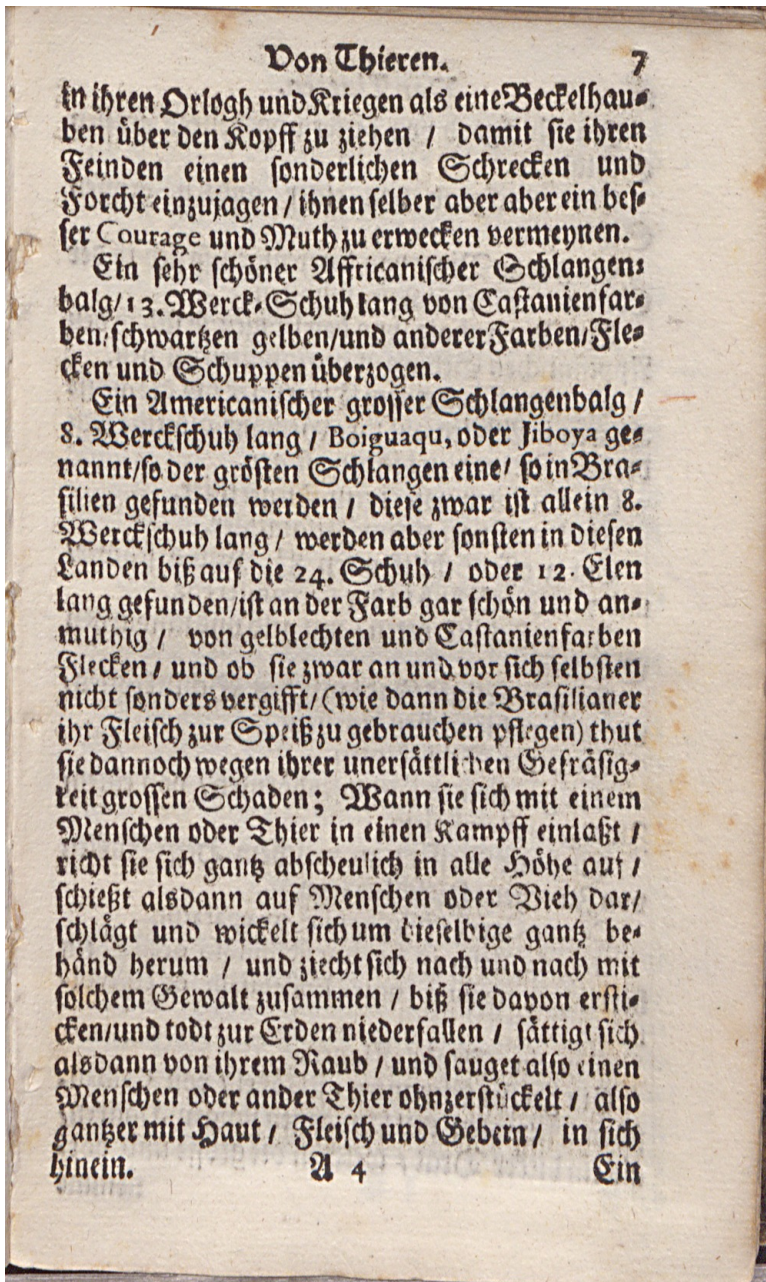 Von Thieren. 7
in ihren Orlogh und Kriegen als eine Beckelhau-
ben über den Kopff zu ziehen / damit sie ihren
Feinden einen sonderlichen Schrecken und
Forcht einzujagen / ihnen selber aber aber ein bes-
ser Courage und Muth zu erwecken vermeynen.
Ein sehr schöner Affricanischer Schlangen-
balg / 13. Werck-Schuh lang von Castanienfar-
ben / schwartzen gelben / und anderer Farben / Fle-
cken und Schuppen überzogen.
Ein Americanischer grosser Schlangenbalg /
8. Werckschuh lang / Boiguaqu, oder Jiboya ge-
nannt / so der grösten Schlangen eine / so in Bra-
silien gefunden werden / diese zwar ist allein 8.
Werckschuh lang / werden aber sonsten in diesen
Landen biß auf die 24. Schuh / oder 12. Elen
lang gefunden / ist an der Farb gar schön und an-
muthig / von gelblechten und Castanienfarben
Flecken / und ob sie zwar an und vor sich selbsten
nicht sonders vergifft / (wie dann die Brasilianer
ihr Fleisch zur Speiß zu gebrauchen pflegen) thut
sie dannoch wegen ihrer unersättlichen Gefräsig-
keit grossen Schaden; Wann sie sich mit einem
Menschen oder Thier in einen Kampff einlaßt /
richt sie sich gantz abscheulich in alle Höhe auf /
schießt alsdann auf Menschen oder Vieh dar /
schlägt und wickelt sich um dieselbige gantz be-
händ herum / und ziecht sich nach und nach mit
solchem Gewalt zusammen / biß sie davon ersti-
cken / und todt zur Erden niederfallen / sättigt sich
alsdann von ihrem Raub / und sauget also einen
Menschen oder ander Thier ohnzerstückelt / also
gantzer mit Haut / Fleisch und Gebein / in sich
hinein. A 4 Ein